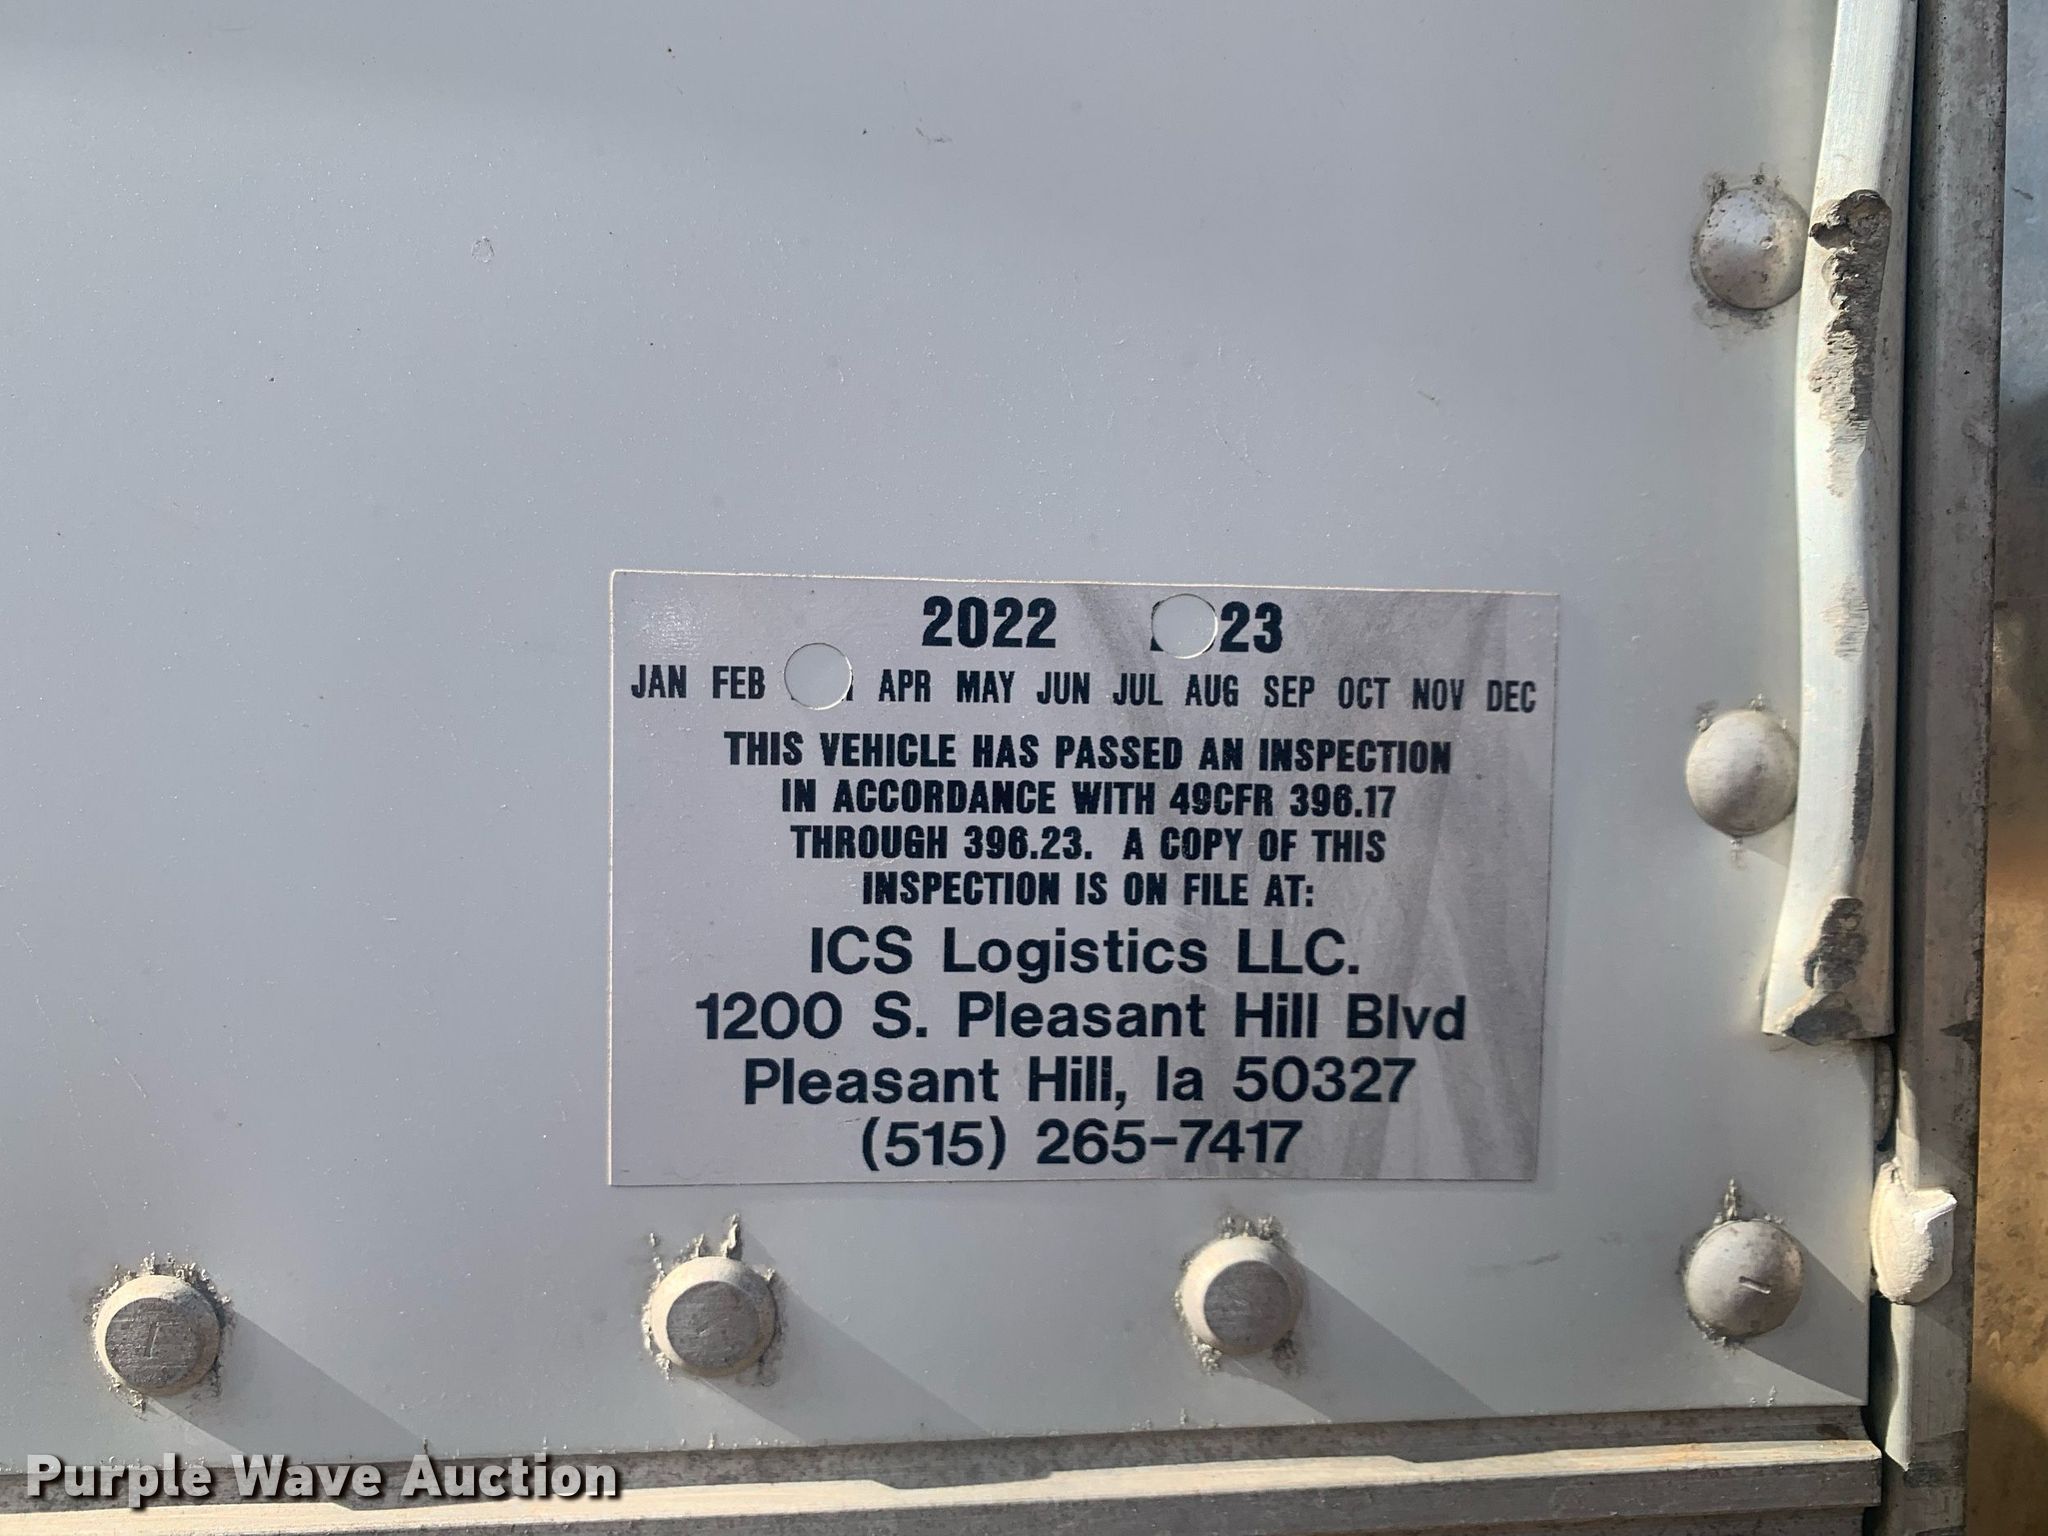 2022 23
JAN FEB APR MAY JUN JUL AUG SEP OCT NOV DEC
THIS VEHICLE HAS PASSED AN INSPECTION
IN ACCORDANCE WITH 49CFR 396.17
THROUGH 396.23. A COPY OF THIS
INSPECTION IS ON FILE AT:
ICS Logistics LLC.
1200 S. Pleasant Hill Blvd
Pleasant Hill, Ia 50327
(515) 265-7417
Purple Wave Auction